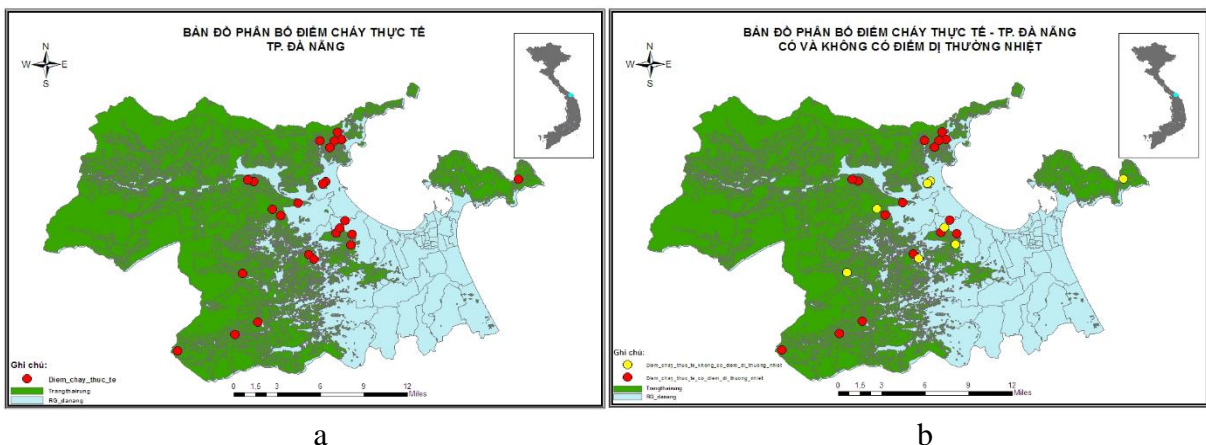 BẢN ĐỒ PHÂN BỐ ĐIỂM CHÁY THỰC TẾ
TP. ĐÀ NẴNG
N
W E
S
Ghi chú:
Diem_chay_thuc_te
Trangthairung
RG_danang
0 1.5 3 6 9 12
Miles
a
BẢN ĐỒ PHÂN BỐ ĐIỂM CHÁY THỰC TẾ - TP. ĐÀ NẴNG
CÓ VÀ KHÔNG CÓ ĐIỂM DỊ THƯỜNG NHIỆT
N
W E
S
Ghi chú:
Diem_chay_thuc_te_khong_co_diem_di_thuong_nhiet
Diem_chay_thuc_te_co_diem_di_thuong_nhiet
Trangthairung
RG_danang
0 1.5 3 6 9 12
Miles
b